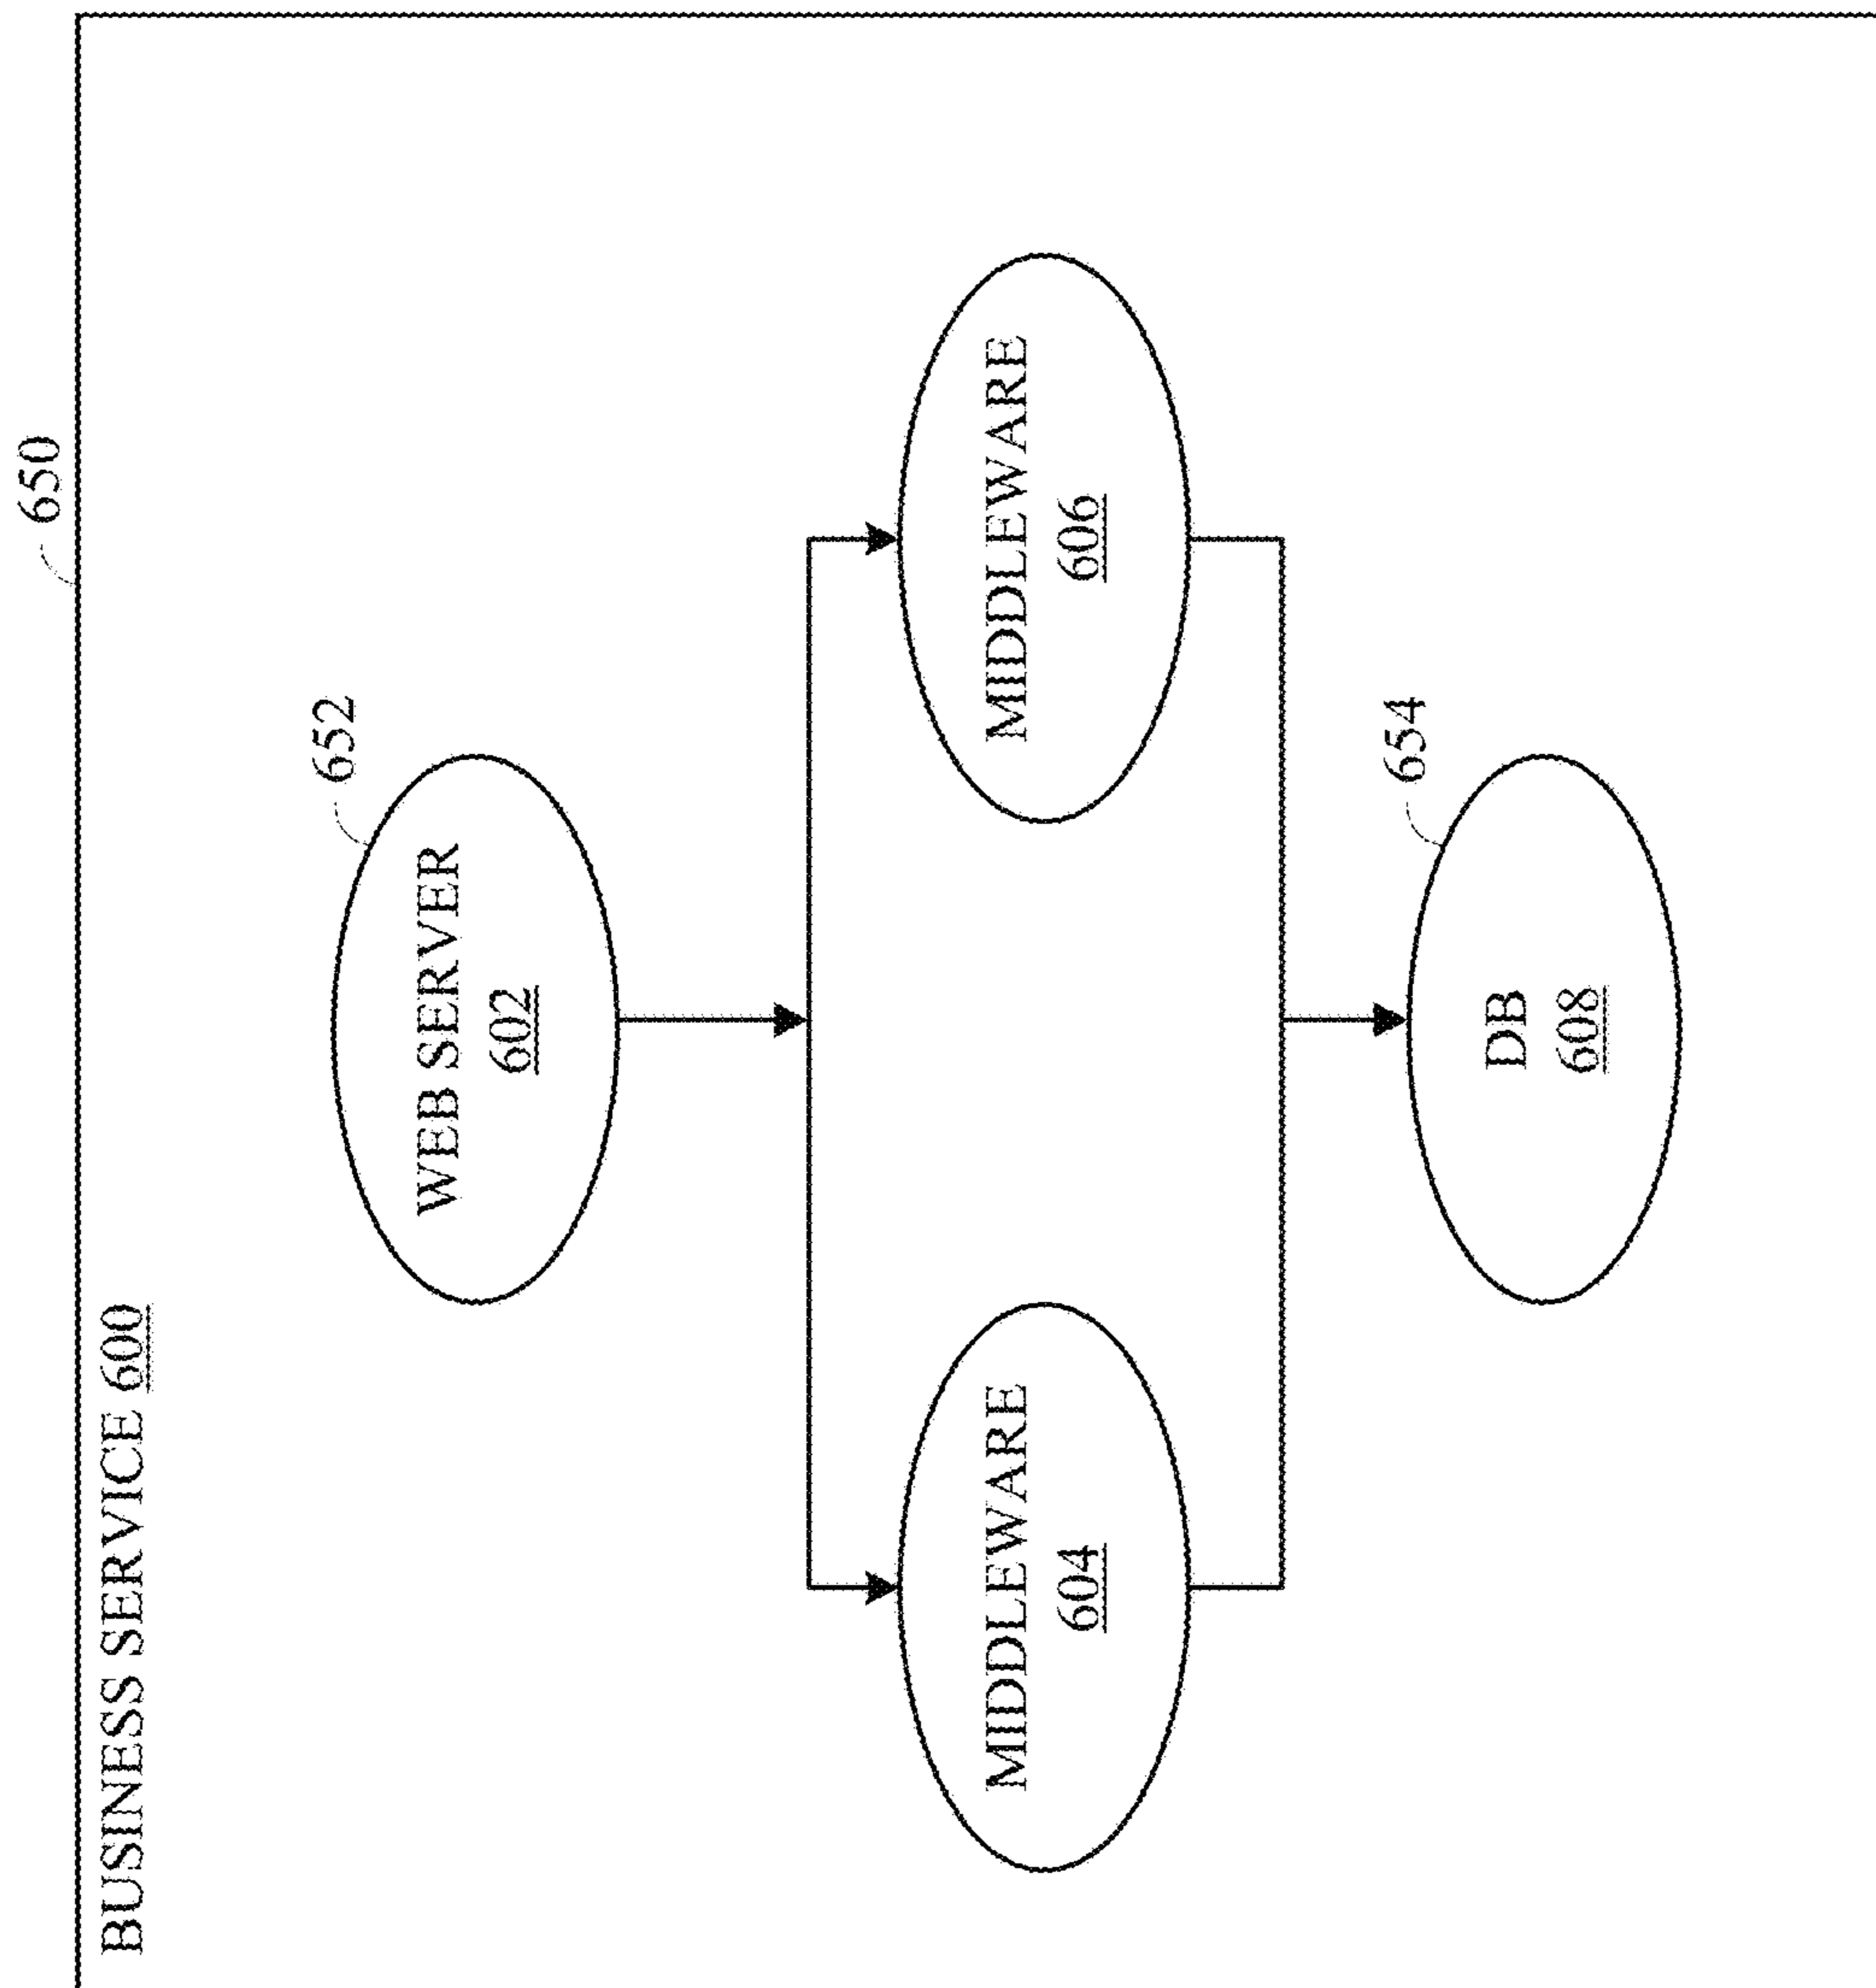 BUSINESS SERVICE 600
650
WEB SERVER
602
652
MIDDLEWARE
604
MIDDLEWARE
606
DB
608
654